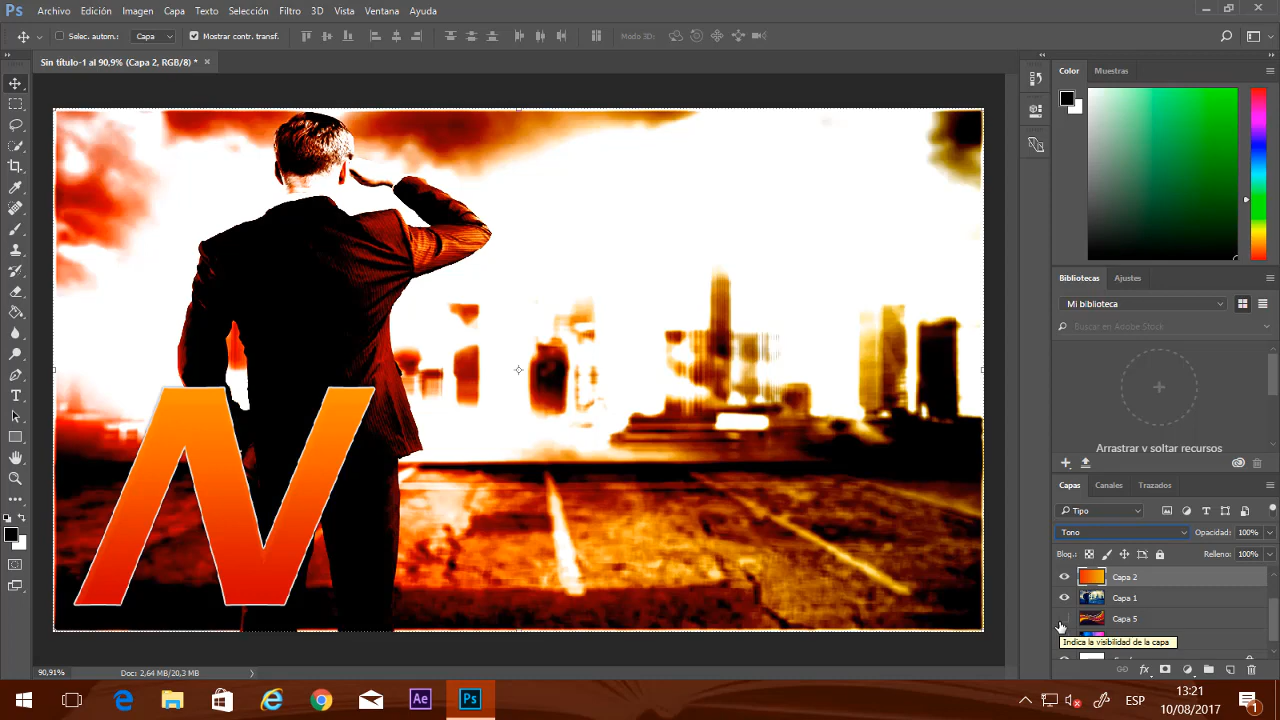 Ps Archivo Edición Imagen Capa Texto Selección Filtro 3D Vista Ventana Ayuda
Selec. autom.: Capa Mostrar contr. transf. Modo 3D:
Sin título-1 al 90,9% (Capa 2, RGB/8) * ×
Color Muestras
Bibliotecas Ajustes
Mi biblioteca
Buscar en Adobe Stock
Arrastrar y soltar recursos
Capas Canales Trazados
Tipo
Tono Opacidad: 100%
Bloq.: Relleno: 100%
Capa 2
Capa 1
Capa 5
Indica la visibilidad de la capa
N
90,91% Doc: 2,64 MB/20,3 MB
Ae Ps ESP 13:21
10/08/2017 1